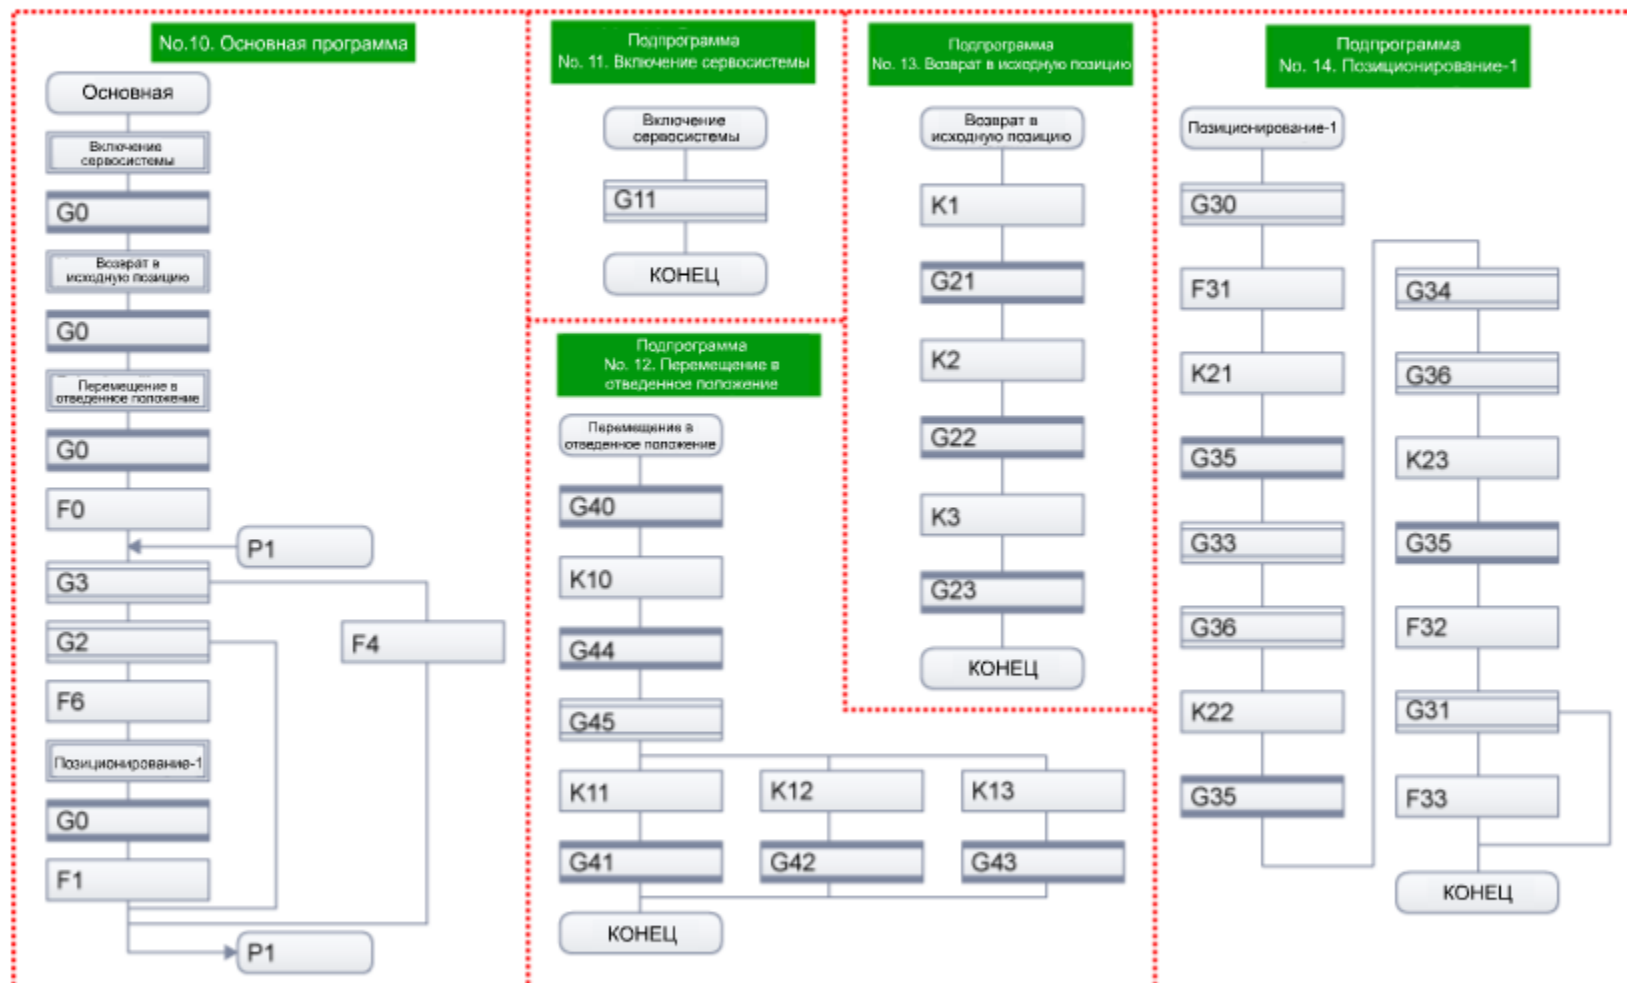 No.10. Основная программа
Основная
Включение
сервосистемы
G0
Возврат в
исходную позицию
G0
Перемещение в
отведенное положение
G0
F0
P1
G3
G2
F4
F6
Позиционирование-1
G0
F1
P1
Подпрограмма
No. 11. Включение сервосистемы
Включение
сервосистемы
G11
КОНЕЦ
Подпрограмма
No. 12. Перемещение в
отведенное положение
Перемещение в
отведенное положение
G40
K10
G44
G45
K11
K12
K13
G41
G42
G43
КОНЕЦ
Подпрограмма
No. 13. Возврат в исходную позицию
Возврат в
исходную позицию
K1
G21
K2
G22
K3
G23
КОНЕЦ
Подпрограмма
No. 14. Позиционирование-1
Позиционирование-1
G30
F31
K21
G35
G33
G36
K22
G35
G34
G36
K23
G35
F32
G31
F33
КОНЕЦ